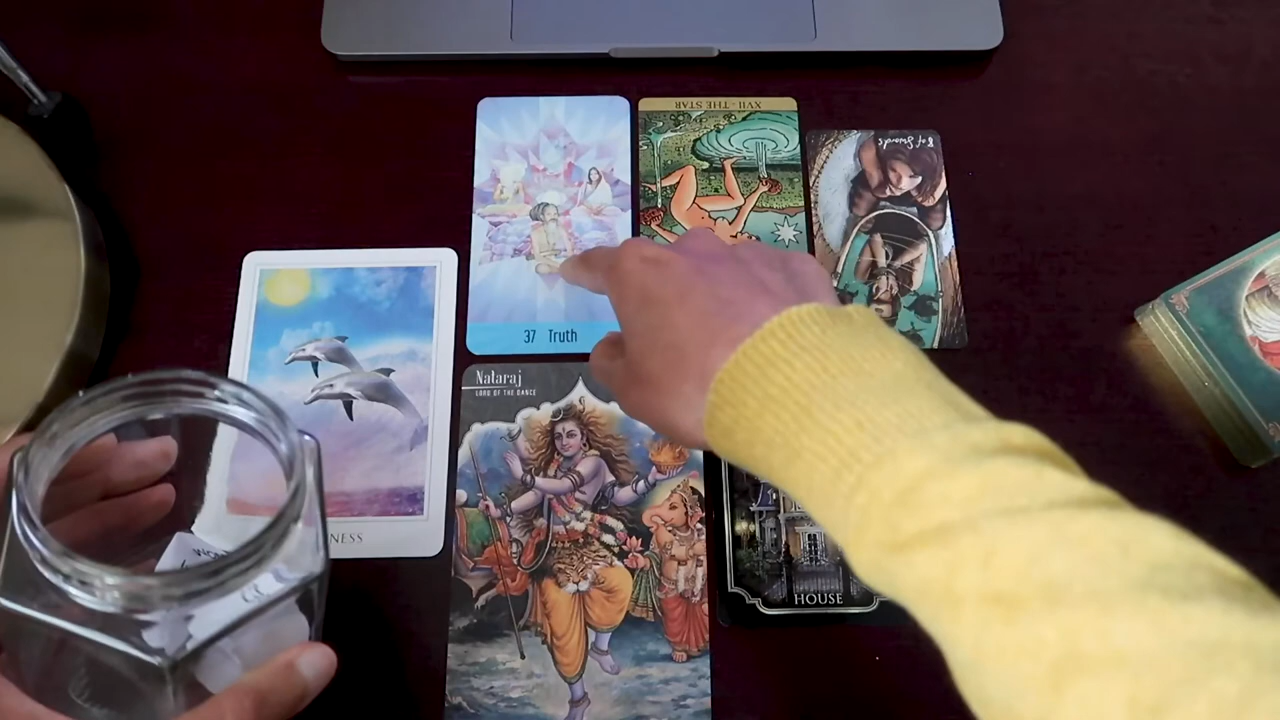 XVII · THE STAR
8 of Swords
37 Truth
Nataraj
LORD OF THE DANCE
NESS
HOUSE